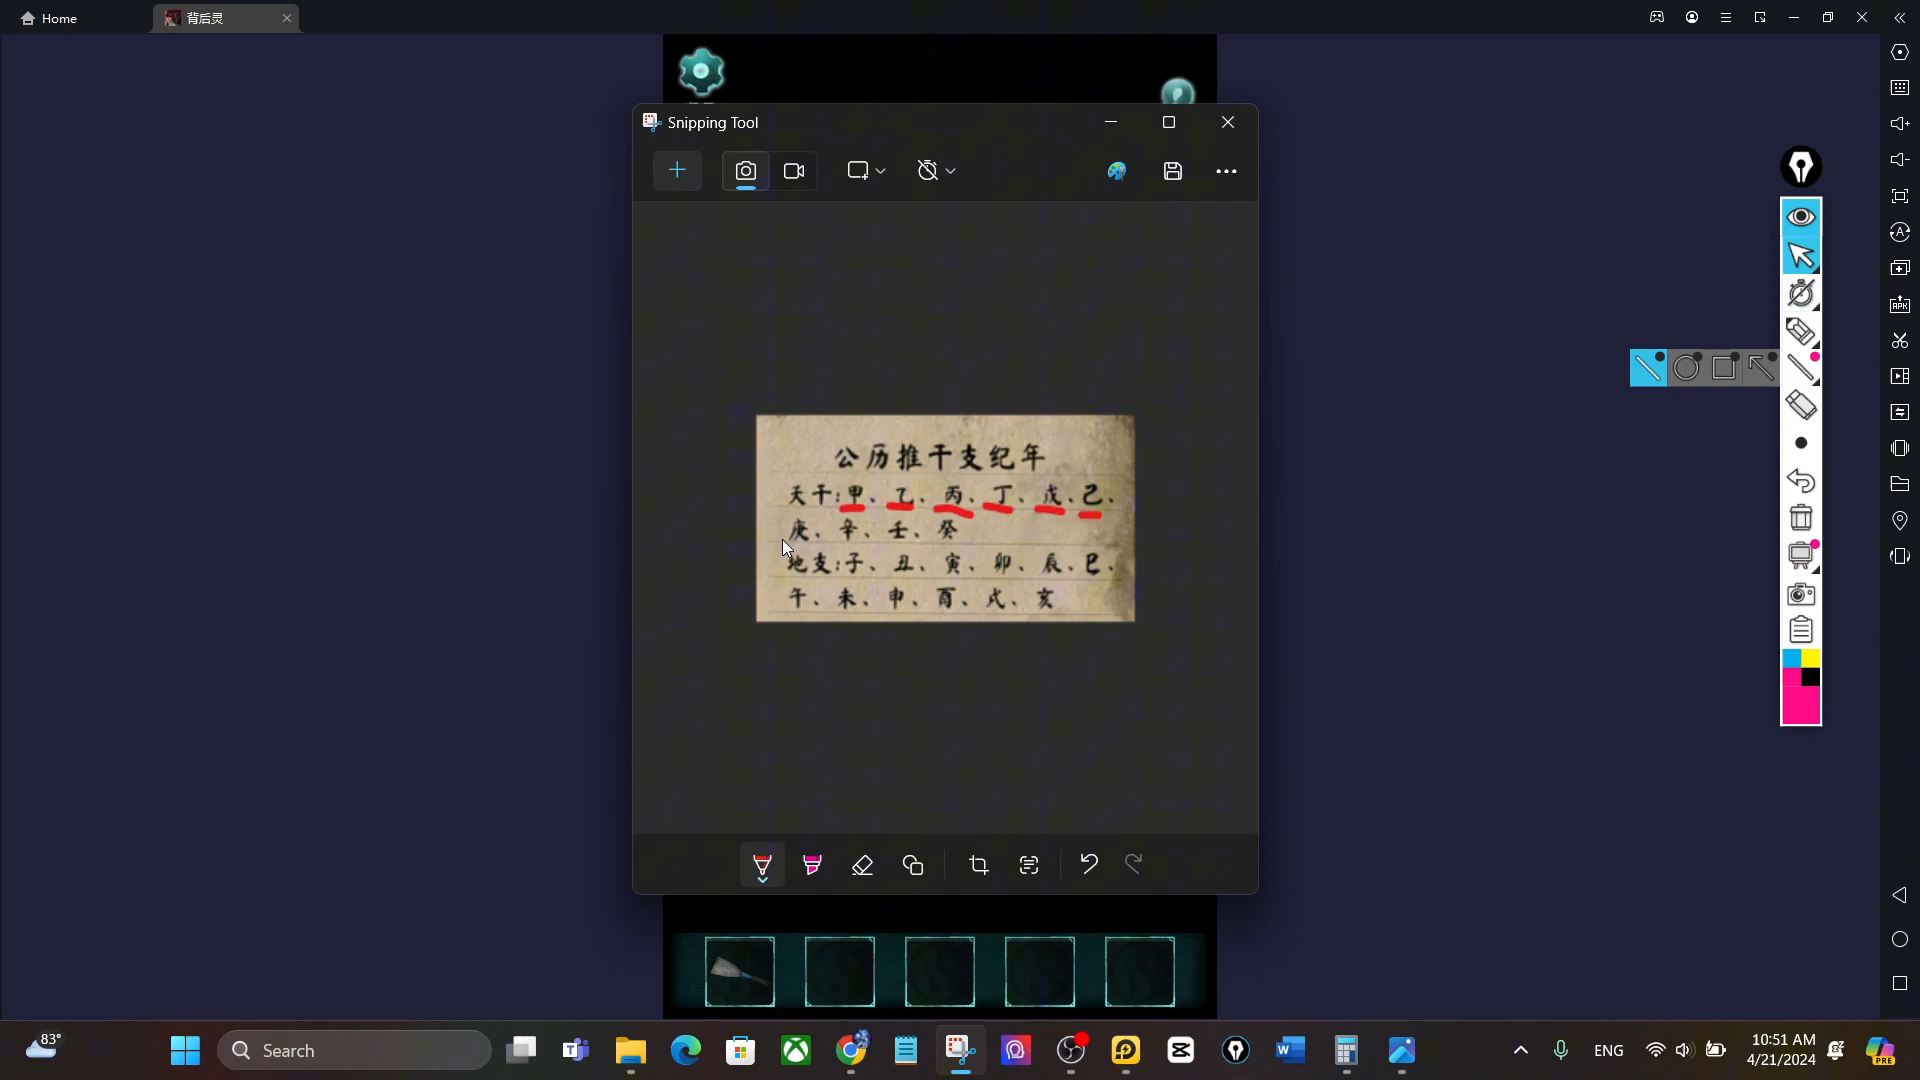 Home
背后灵
Snipping Tool
公历推干支纪年
天干:甲、乙、丙、丁、戊、己、
庚、辛、壬、癸
地支:子、丑、寅、卯、辰、巳、
午、未、申、酉、戌、亥
APK
83°
Search
ENG
10:51 AM
4/21/2024
PRE